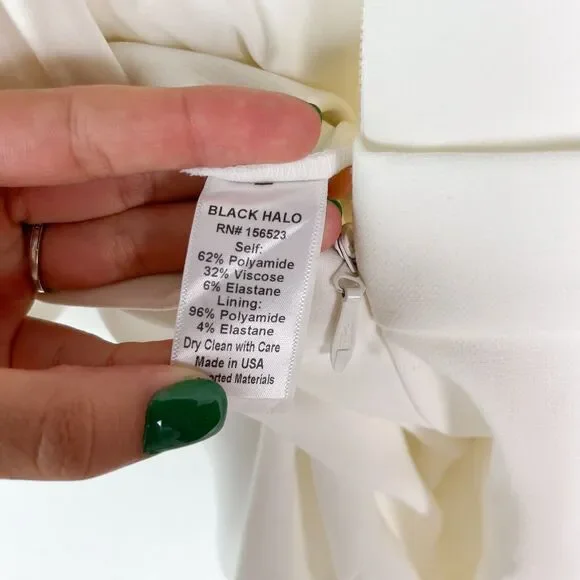 BLACK HALO
RN# 156523
Self:
62% Polyamide
32% Viscose
6% Elastane
Lining:
96% Polyamide
4% Elastane
Dry Clean with Care
Made in USA
Materials